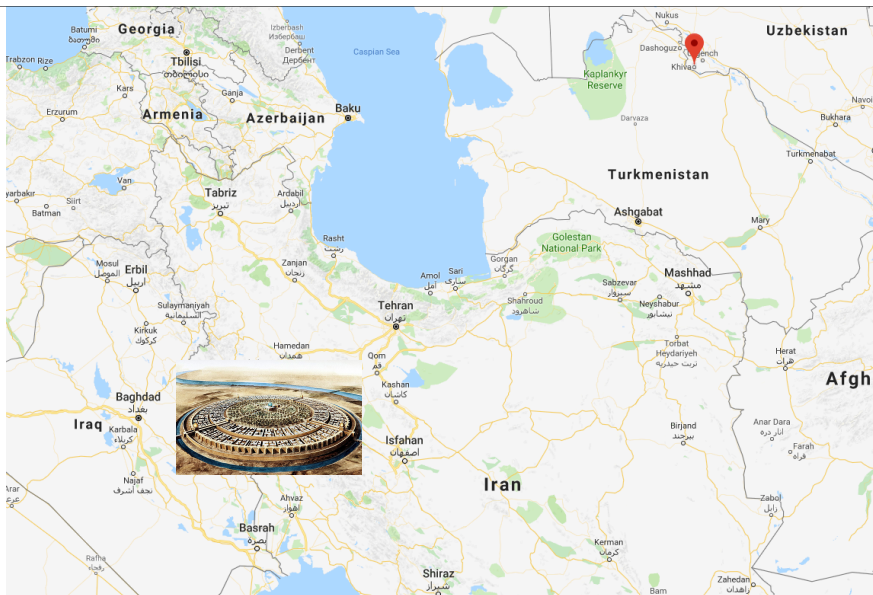 Nukus
Uzbekistan
Batumi
ბათუმი
Georgia
Izberbash
Избербаш
Derbent
Дербент
Caspian Sea
Dashoguz
Khiva
Trabzon
Rize
Tbilisi
თბილისი
Kaplankyr
Reserve
Kars
Ganja
Baku
Navoi
Erzurum
Armenia
Azerbaijan
Darvaza
Bukhara
Turkmenabat
Van
Turkmenistan
Siirt
Batman
Tabriz
تبریز
Ardabil
اردبیل
Ashgabat
Mary
Rasht
رشت
Golestan
National Park
Mosul
الموصل
Erbil
اربيل
Zanjan
زنجان
Amol
آمل
Sari
ساری
Gorgan
گرگان
Mashhad
مشهد
Sabzevar
سبزوار
Shahroud
شاهرود
Neyshabur
نیشابور
Sulaymaniyah
السليمانية
Tehran
تهران
Kirkuk
كركوك
Hamedan
همدان
Qom
قم
Torbat
Heydariyeh
تربت حیدریه
Herat
هرات
Kashan
کاشان
Afgh
Baghdad
بغداد
Iraq
Karbala
كربلاء
Isfahan
اصفهان
Birjand
بیرجند
Anar Dara
انار دره
Farah
فراه
Najaf
نجف اشرف
Iran
Arar
عرعر
Ahvaz
اهواز
Zabol
زابل
Basrah
بصرة
Kerman
کرمان
Rafha
رفحاء
Shiraz
شیراز
Bam
Zahedan
زاهدان